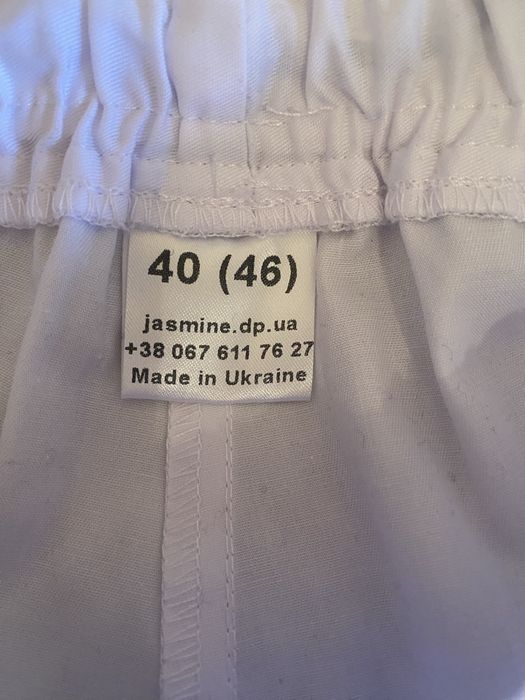 40 (46)
jasmine.dp.ua
+38 067 611 76 27
Made in Ukraine